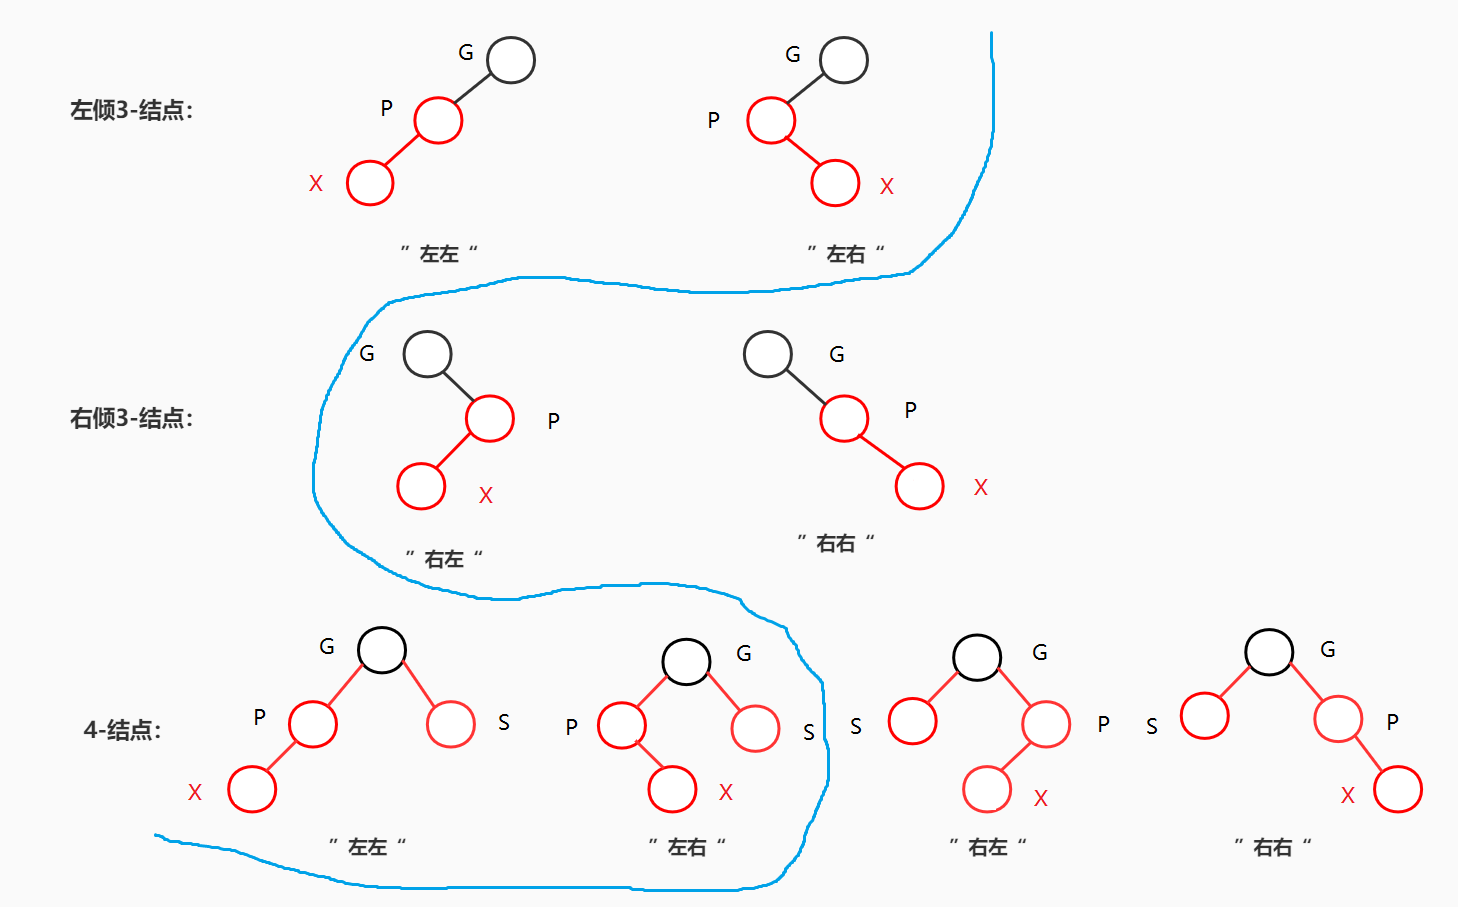 G G
左倾3-结点：
P P
X X
”左左“ ”左右“
G G
右倾3-结点：
P P
X X
”右左“ ”右右“
G G G G
4-结点：
P S P S S P S P
X X X X
”左左“ ”左右“ ”右左“ ”右右“